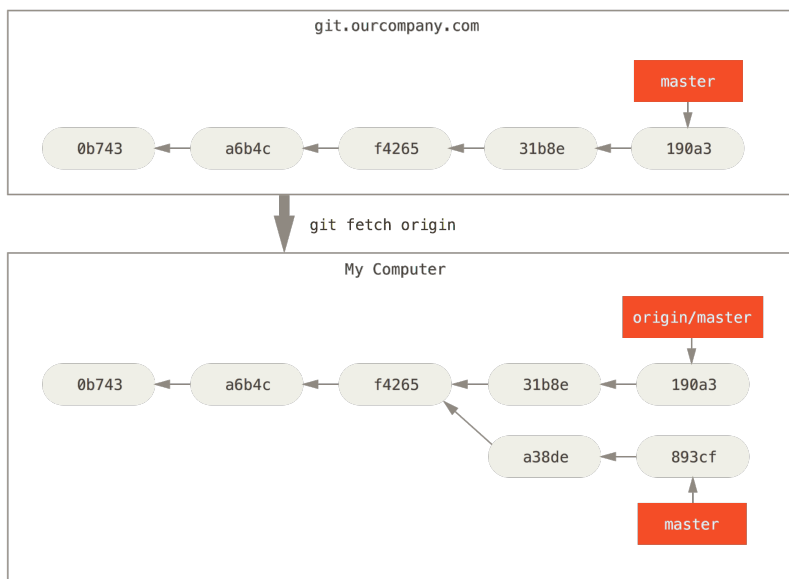 git.ourcompany.com
master
0b743 a6b4c f4265 31b8e 190a3
git fetch origin
My Computer
origin/master
0b743 a6b4c f4265 31b8e 190a3
a38de 893cf
master